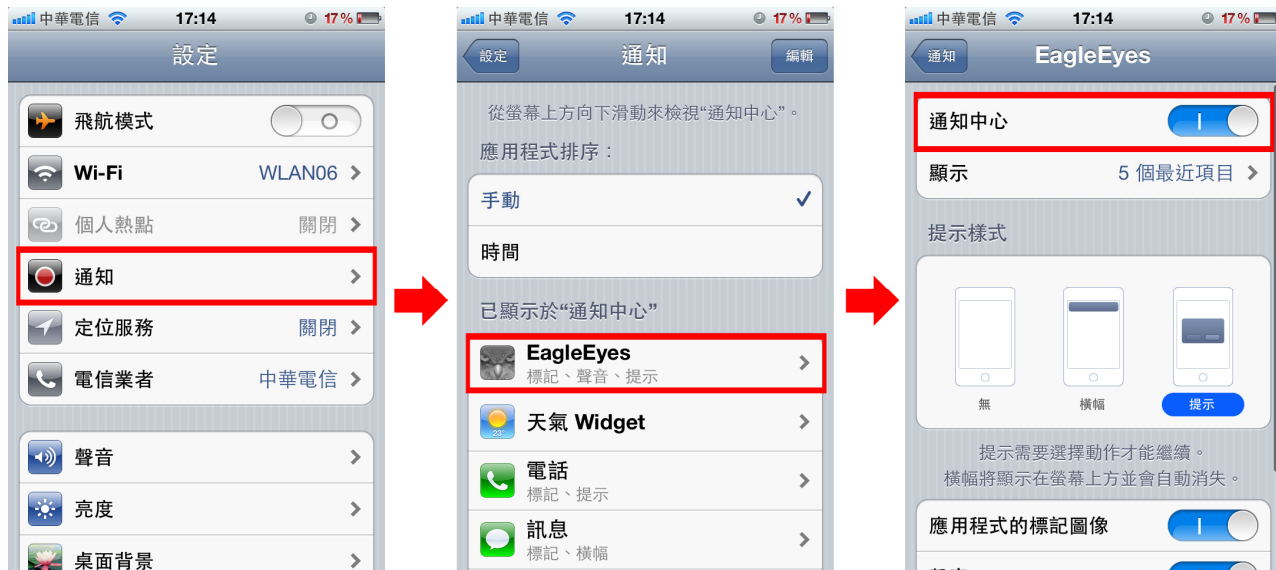 中華電信 17:14 17%
設定
飛航模式
Wi-Fi WLAN06
個人熱點 關閉
通知
定位服務 關閉
電信業者 中華電信
聲音
亮度
桌面背景
中華電信 17:14 17%
設定 通知 編輯
從螢幕上方向下滑動來檢視“通知中心”。
應用程式排序：
手動
時間
已顯示於“通知中心”
EagleEyes
標記、聲音、提示
23°
天氣 Widget
電話
標記、提示
訊息
標記、橫幅
中華電信 17:14 17%
通知 EagleEyes
通知中心
顯示 5 個最近項目
提示樣式
無 橫幅 提示
提示需要選擇動作才能繼續。
橫幅將顯示在螢幕上方並會自動消失。
應用程式的標記圖像